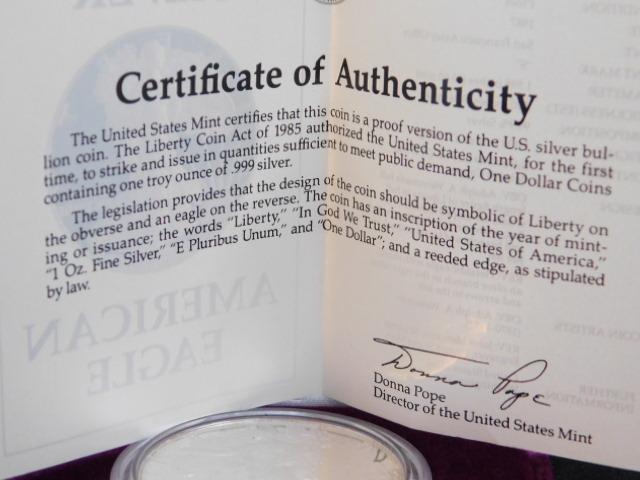 Certificate of Authenticity
The United States Mint certifies that this coin is a proof version of the U.S. silver bul-
lion coin. The Liberty Coin Act of 1985 authorized the United States Mint, for the first
time, to strike and issue in quantities sufficient to meet public demand, One Dollar Coins
containing one troy ounce of .999 silver.
The legislation provides that the design of the coin should be symbolic of Liberty on
the obverse and an eagle on the reverse. The coin has an inscription of the year of mint-
ing or issuance; the words "Liberty," "In God We Trust," "United States of America,"
"1 Oz. Fine Silver," "E Pluribus Unum," and "One Dollar"; and a reeded edge, as stipulated
by law.
AMERICAN
EAGLE
Donna Pope
Donna Pope
Director of the United States Mint